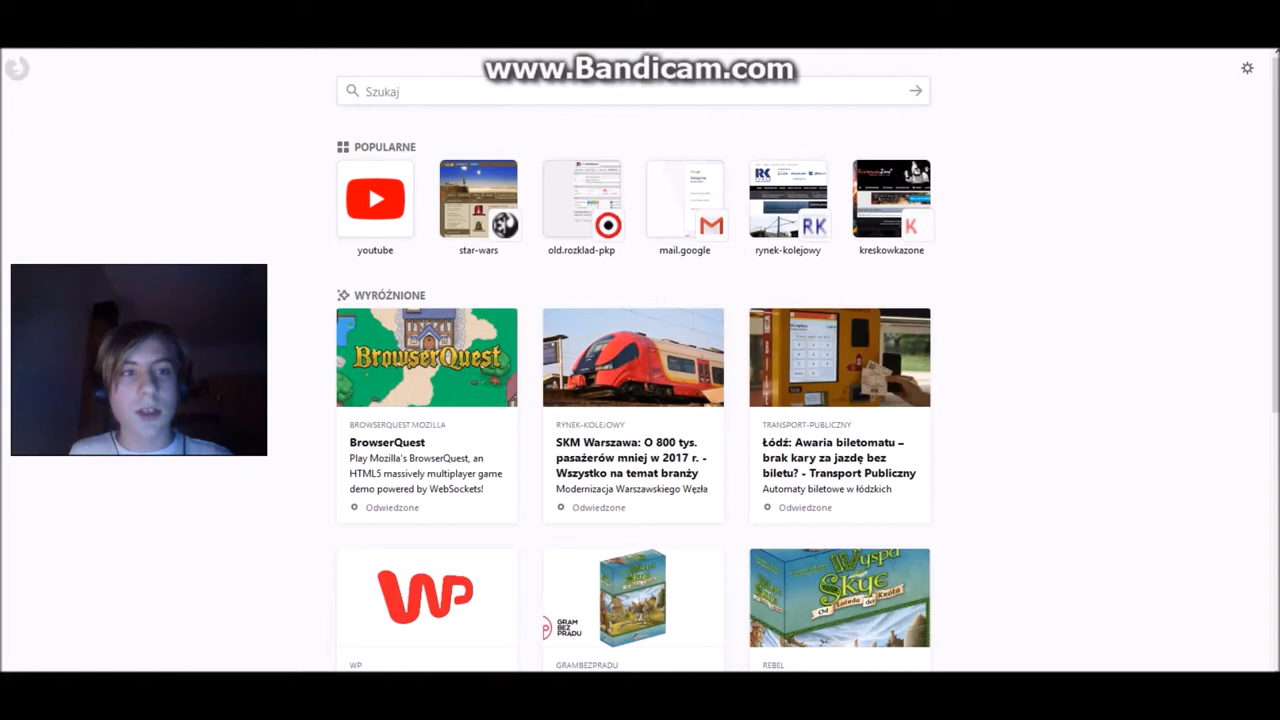 www.Bandicam.com
Szukaj
POPULARNE
youtube
star-wars
old.rozklad-pkp
mail.google
rynek-kolejowy
kreskowkazone
RK
RK
K
WYRÓŻNIONE
BROWSERQUEST
BROWSERQUEST.MOZILLA
BrowserQuest
Play Mozilla's BrowserQuest, an
HTML5 massively multiplayer game
demo powered by WebSockets!
Odwiedzone
RYNEK-KOLEJOWY
SKM Warszawa: O 800 tys.
pasażerów mniej w 2017 r. -
Wszystko na temat branży
Modernizacja Warszawskiego Węzła
Odwiedzone
TRANSPORT-PUBLICZNY
Łódź: Awaria biletomatu –
brak kary za jazdę bez
biletu? - Transport Publiczny
Automaty biletowe w łódzkich
Odwiedzone
WP
WP
GRAM
BEZ
PRADU
GRAMBEZPRADU
Wyspa
Skye
Od Lorda do Króla
REBEL